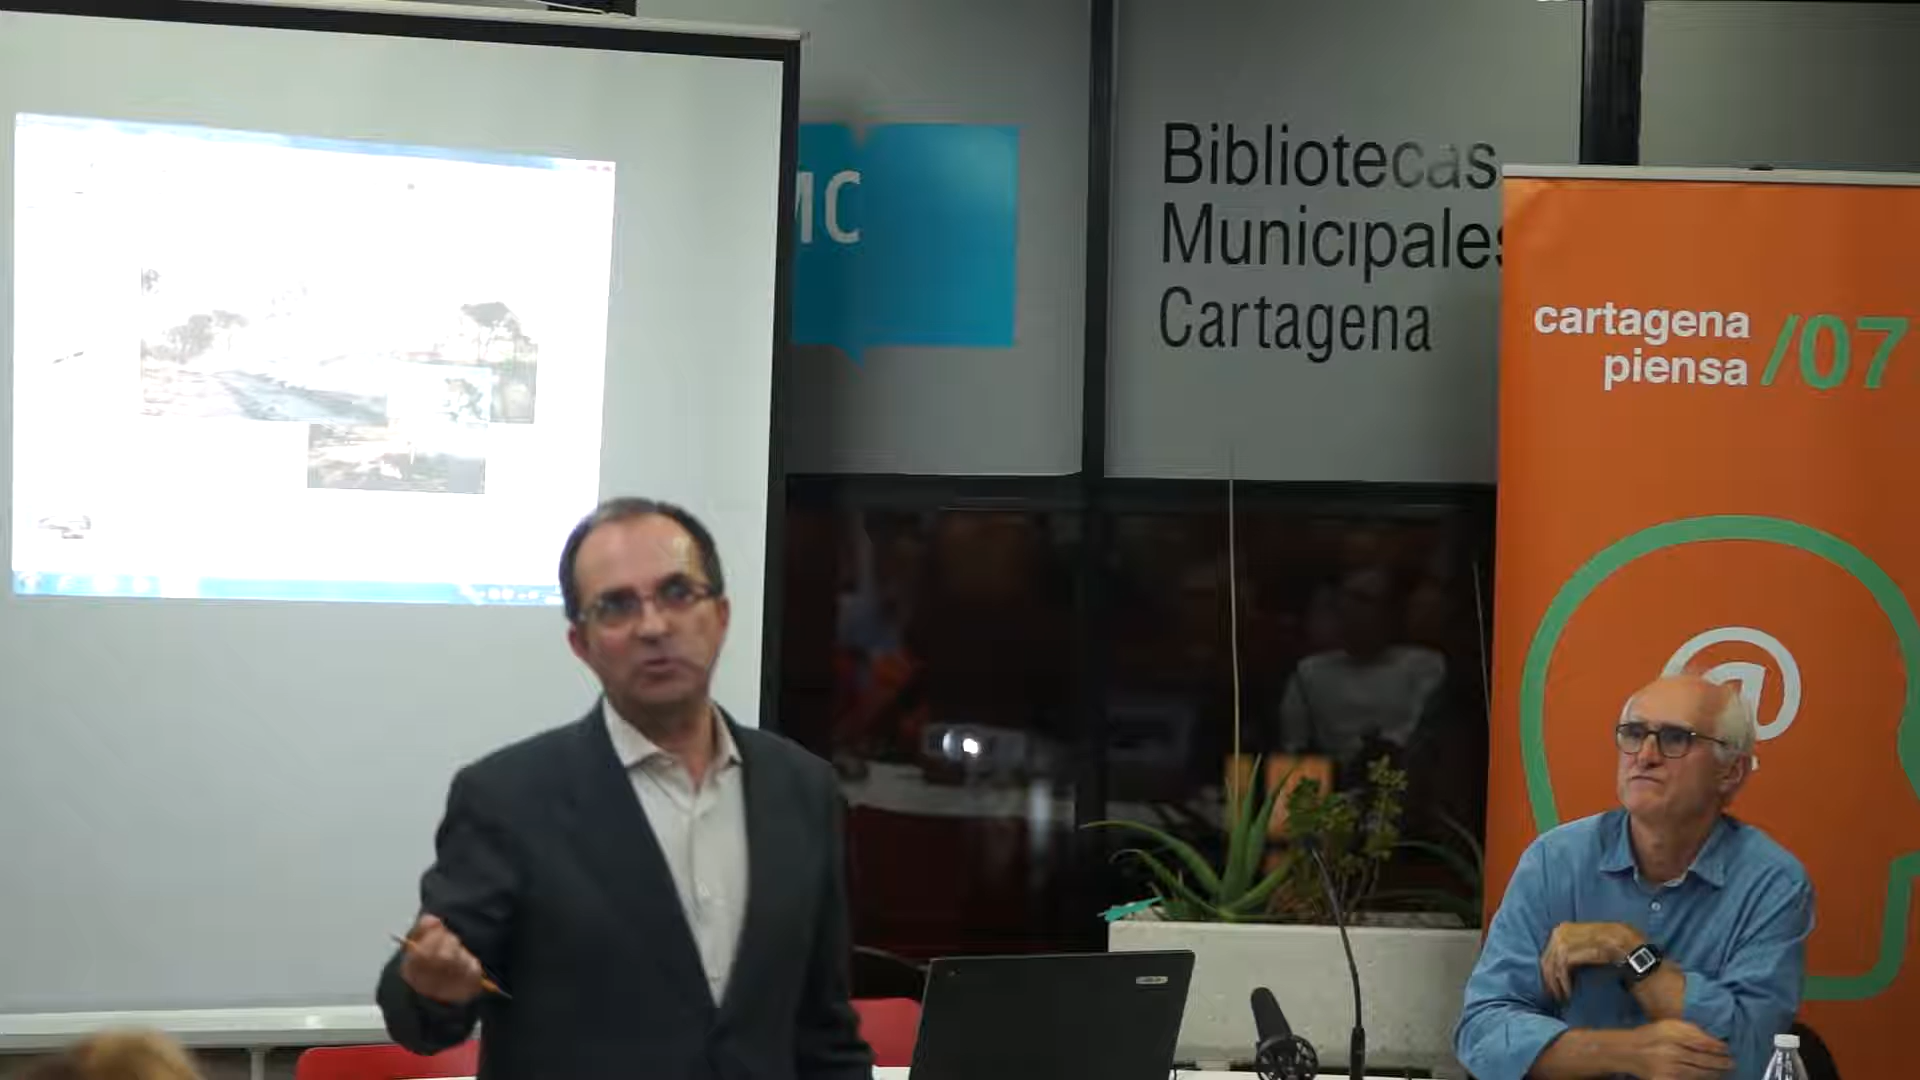 MC
Bibliotecas
Municipales
Cartagena
cartagena
piensa /07
@